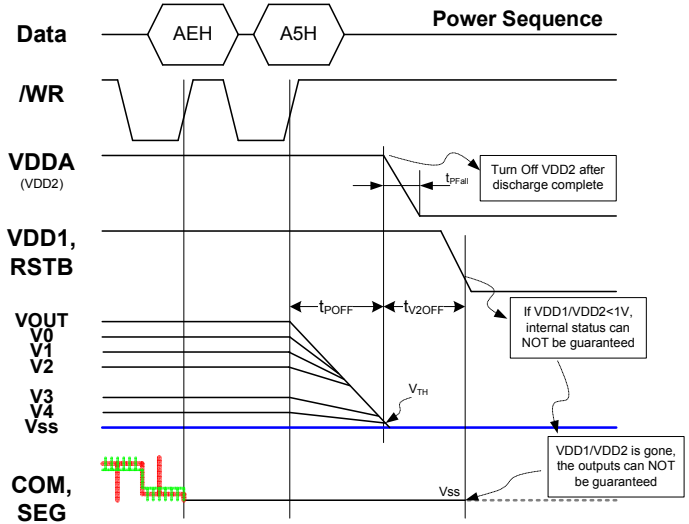 Power Sequence
Data
AEH
A5H
/WR
VDDA
(VDD2)
tPFall
Turn Off VDD2 after
discharge complete
VDD1,
RSTB
tPOFF
tV2OFF
If VDD1/VDD2<1V,
internal status can
NOT be guaranteed
VOUT
V0
V1
V2
V3
V4
Vss
VTH
VDD1/VDD2 is gone,
the outputs can NOT
be guaranteed
COM,
SEG
Vss